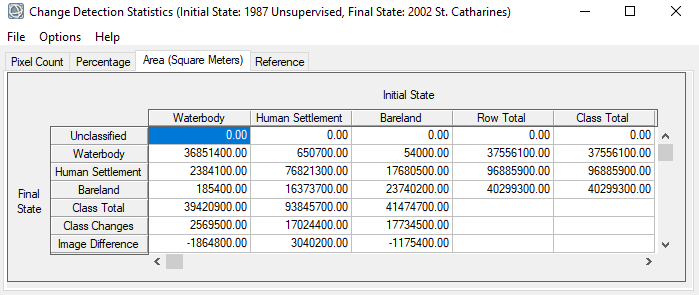 Change Detection Statistics (Initial State: 1987 Unsupervised, Final State: 2002 St. Catharines)
File Options Help
Pixel Count Percentage Area (Square Meters) Reference
Initial State
Waterbody Human Settlement Bareland Row Total Class Total
Unclassified 0.00 0.00 0.00 0.00 0.00
Waterbody 36851400.00 650700.00 54000.00 37556100.00 37556100.00
Human Settlement 2384100.00 76821300.00 17680500.00 96885900.00 96885900.00
Bareland 185400.00 16373700.00 23740200.00 40299300.00 40299300.00
Final
State
Class Total 39420900.00 93845700.00 41474700.00
Class Changes 2569500.00 17024400.00 17734500.00
Image Difference -1864800.00 3040200.00 -1175400.00